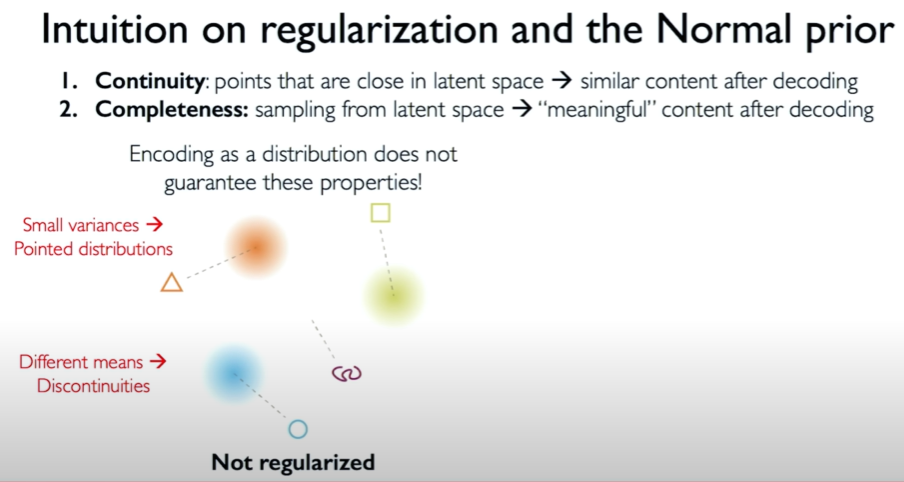 Intuition on regularization and the Normal prior
1. Continuity: points that are close in latent space → similar content after decoding
2. Completeness: sampling from latent space → “meaningful” content after decoding
Encoding as a distribution does not
guarantee these properties!
Small variances →
Pointed distributions
Different means →
Discontinuities
Not regularized